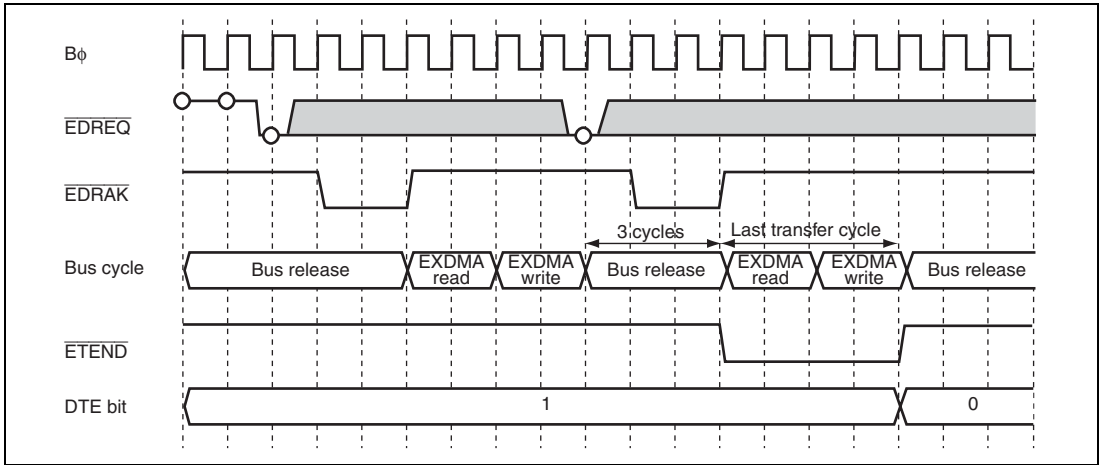 Bϕ
EDREQ
EDRAK
3 cycles Last transfer cycle
Bus cycle Bus release EXDMA read EXDMA write Bus release EXDMA read EXDMA write Bus release
ETEND
DTE bit 1 0